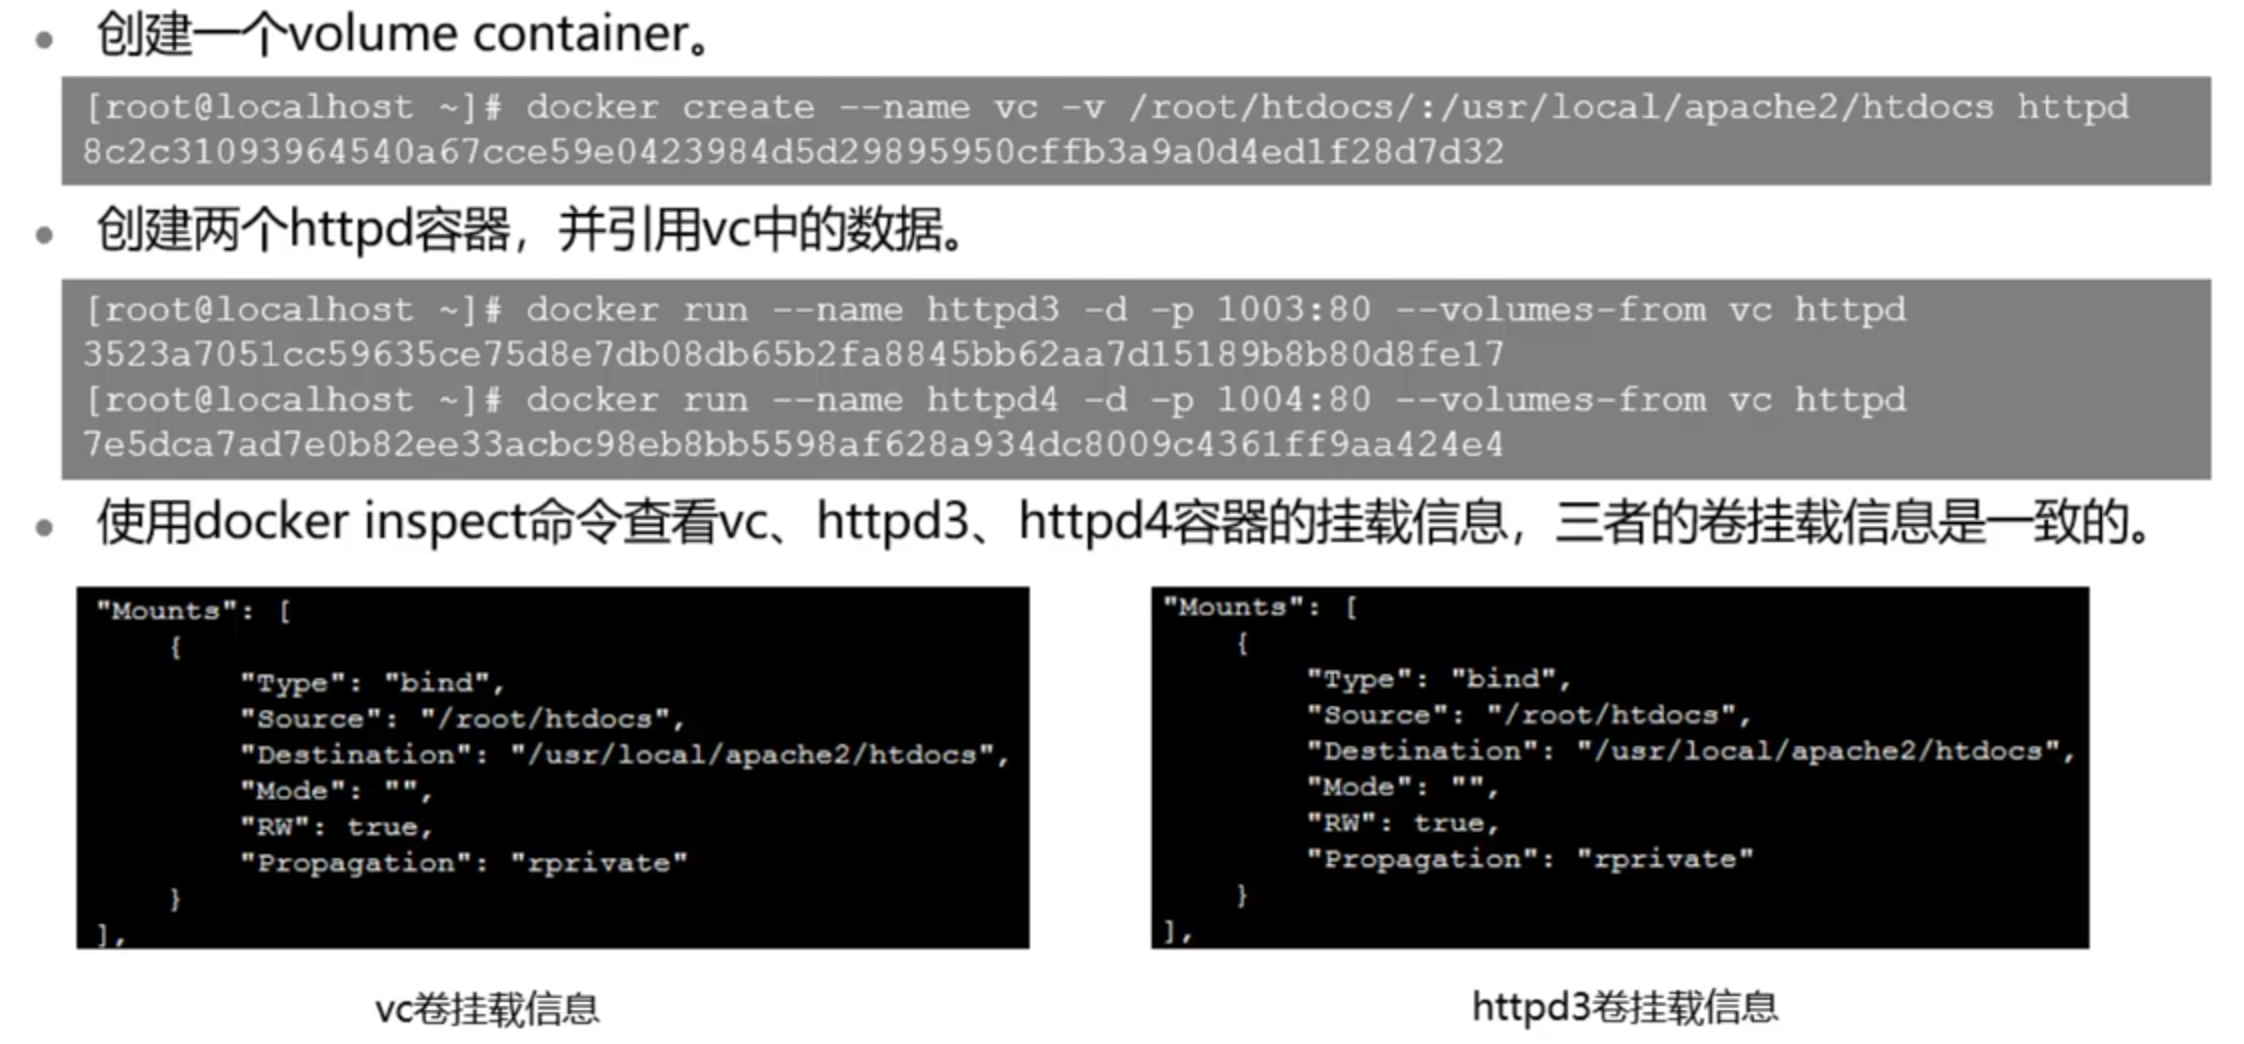 创建一个volume container。
[root@localhost ~]# docker create --name vc -v /root/htdocs/:/usr/local/apache2/htdocs httpd
8c2c31093964540a67cce59e0423984d5d29895950cffb3a9a0d4ed1f28d7d32
创建两个httpd容器，并引用vc中的数据。
[root@localhost ~]# docker run --name httpd3 -d -p 1003:80 --volumes-from vc httpd
3523a7051cc59635ce75d8e7db08db65b2fa8845bb62aa7d15189b8b80d8fe17
[root@localhost ~]# docker run --name httpd4 -d -p 1004:80 --volumes-from vc httpd
7e5dca7ad7e0b82ee33acbc98eb8bb5598af628a934dc8009c4361ff9aa424e4
使用docker inspect命令查看vc、httpd3、httpd4容器的挂载信息，三者的卷挂载信息是一致的。
"Mounts": [
{
"Type": "bind",
"Source": "/root/htdocs",
"Destination": "/usr/local/apache2/htdocs",
"Mode": "",
"RW": true,
"Propagation": "rprivate"
}
],
vc卷挂载信息
"Mounts": [
{
"Type": "bind",
"Source": "/root/htdocs",
"Destination": "/usr/local/apache2/htdocs",
"Mode": "",
"RW": true,
"Propagation": "rprivate"
}
],
httpd3卷挂载信息